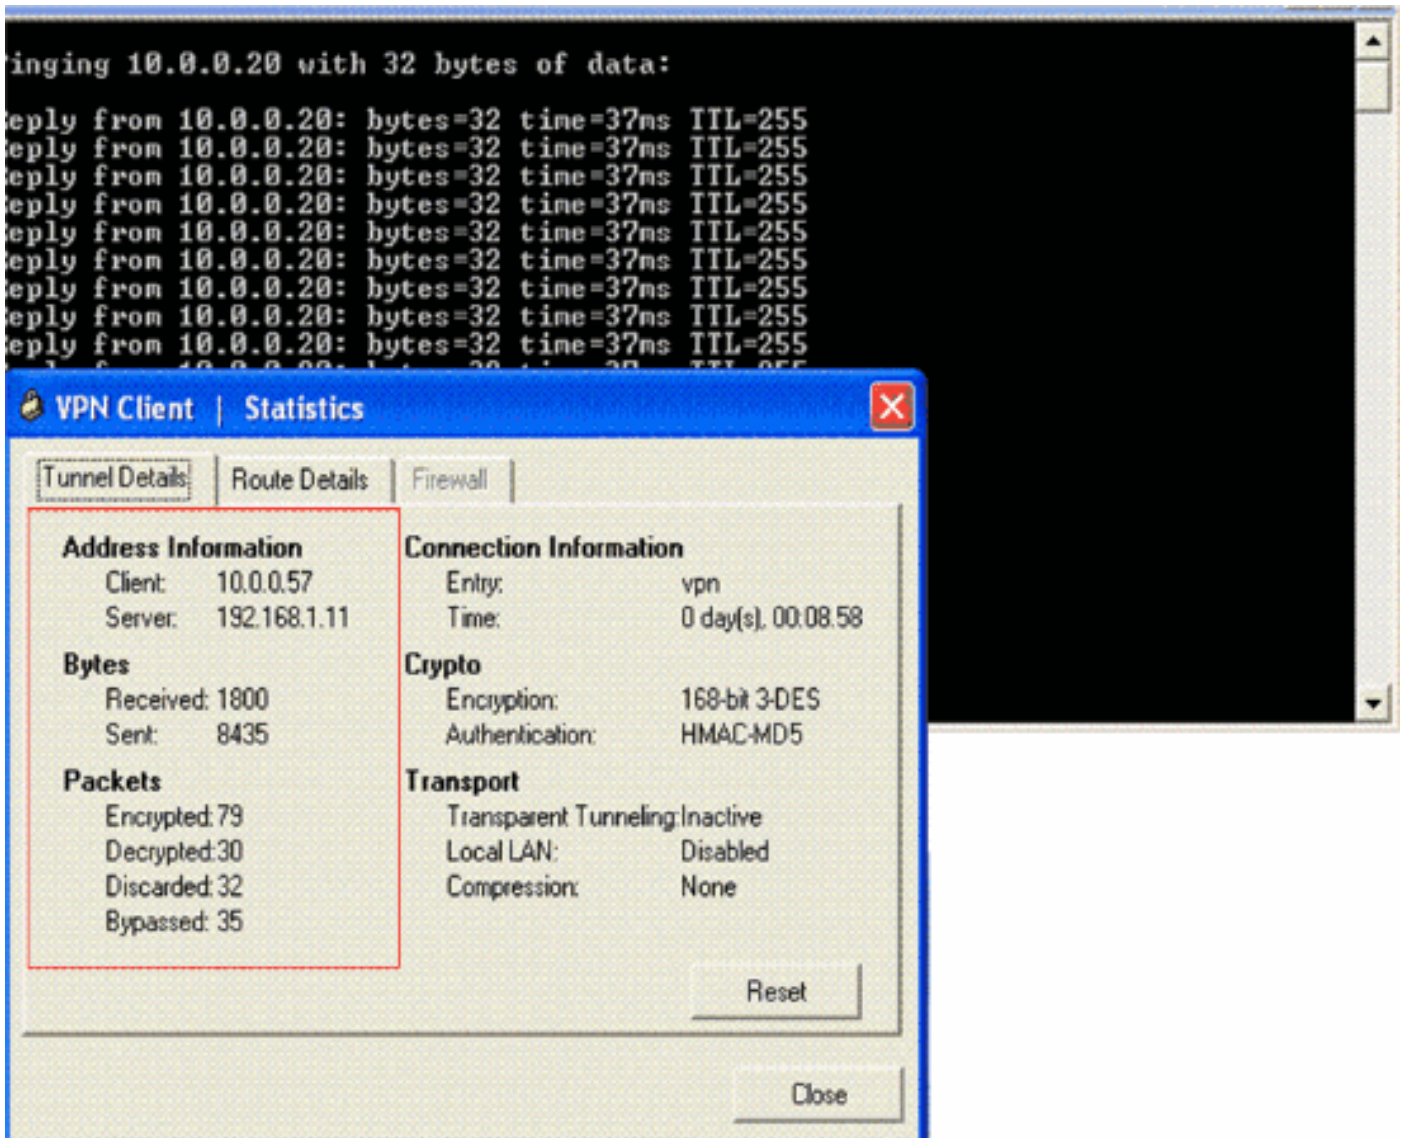 inging 10.0.0.20 with 32 bytes of data:
eply from 10.0.0.20: bytes=32 time=37ms TTL=255
eply from 10.0.0.20: bytes=32 time=37ms TTL=255
eply from 10.0.0.20: bytes=32 time=37ms TTL=255
eply from 10.0.0.20: bytes=32 time=37ms TTL=255
eply from 10.0.0.20: bytes=32 time=37ms TTL=255
eply from 10.0.0.20: bytes=32 time=37ms TTL=255
eply from 10.0.0.20: bytes=32 time=37ms TTL=255
eply from 10.0.0.20: bytes=32 time=37ms TTL=255
eply from 10.0.0.20: bytes=32 time=37ms TTL=255
VPN Client | Statistics
Tunnel Details Route Details Firewall
Address Information
Client: 10.0.0.57
Server: 192.168.1.11
Bytes
Received: 1800
Sent: 8435
Packets
Encrypted: 79
Decrypted: 30
Discarded: 32
Bypassed: 35
Connection Information
Entry: vpn
Time: 0 day(s), 00:08.58
Crypto
Encryption: 168-bit 3-DES
Authentication: HMAC-MD5
Transport
Transparent Tunneling: Inactive
Local LAN: Disabled
Compression: None
Reset
Close